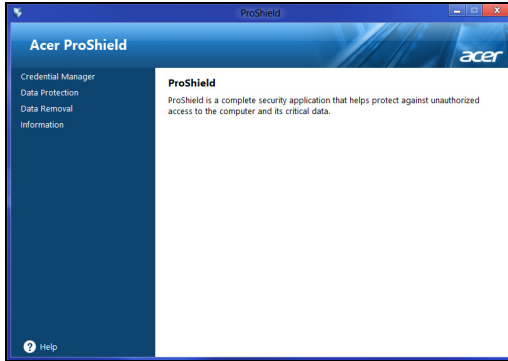 ProShield
Acer ProShield
acer
Credential Manager
Data Protection
Data Removal
Information
ProShield
ProShield is a complete security application that helps protect against unauthorized
access to the computer and its critical data.
Help